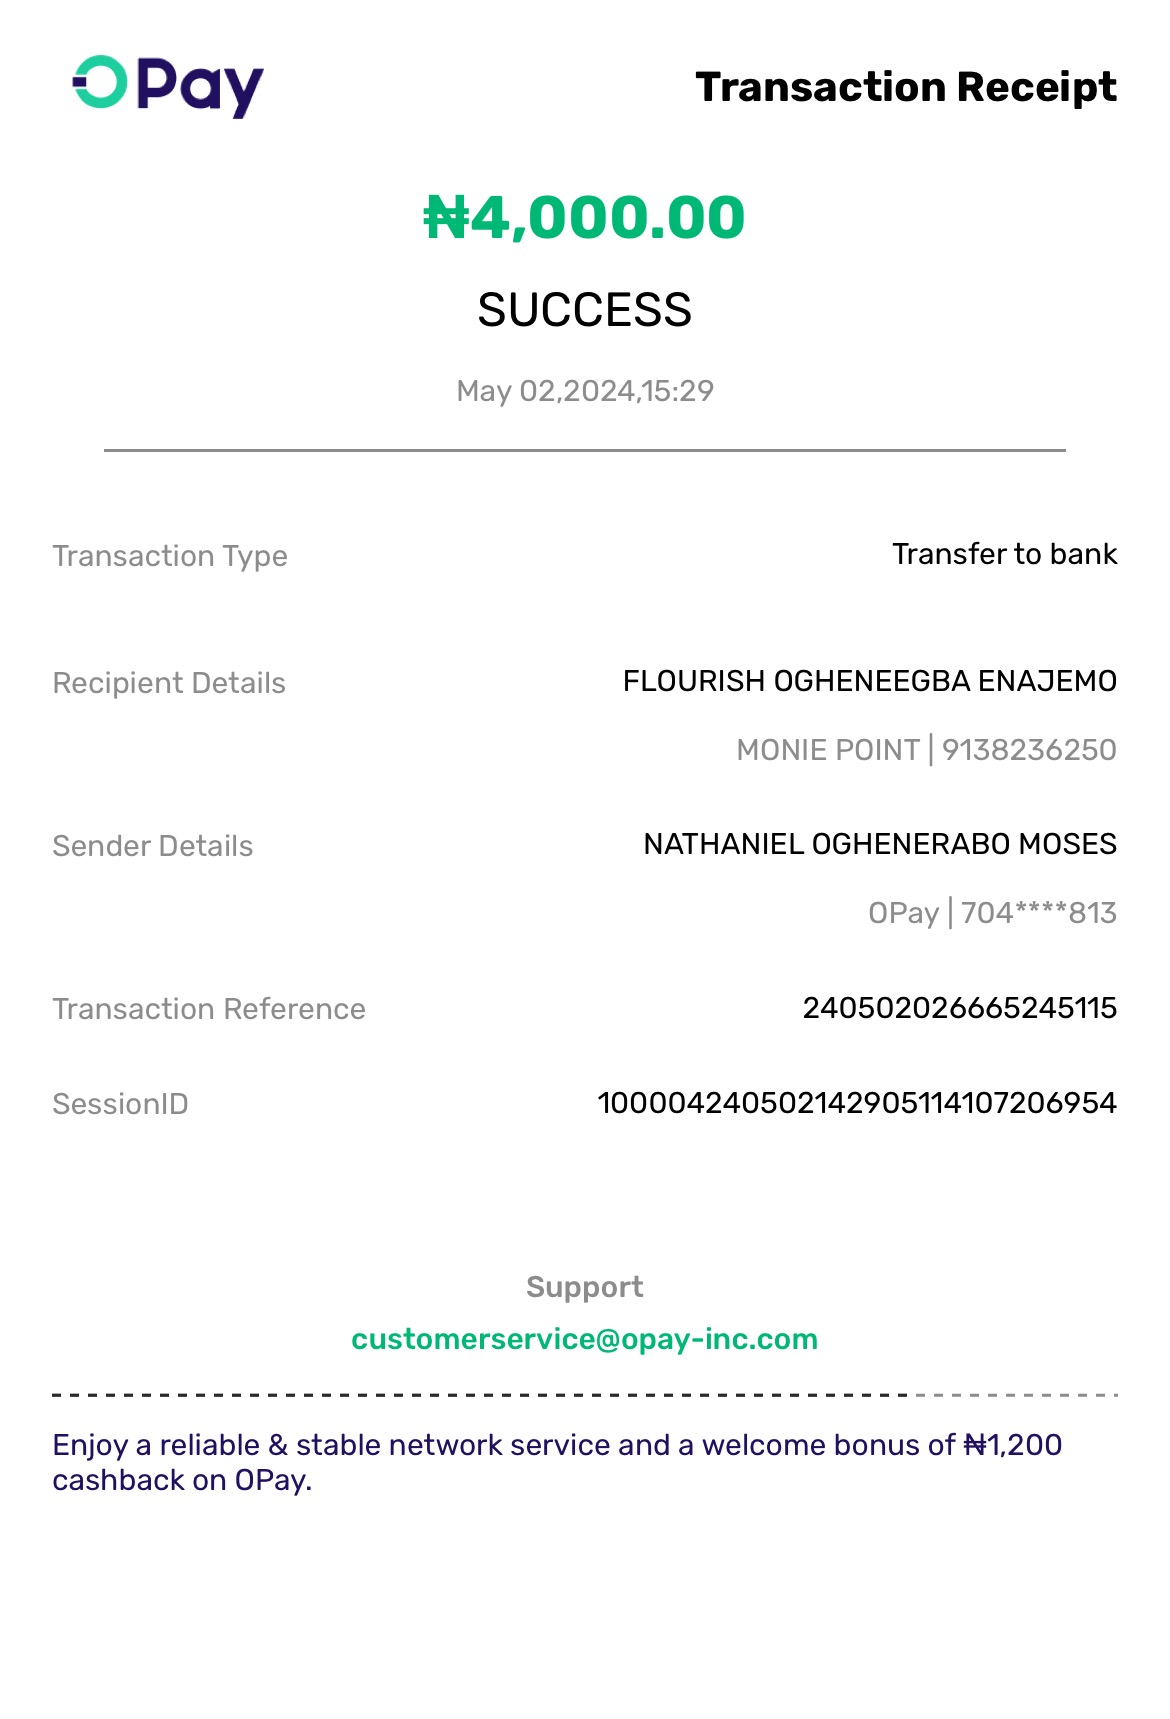 OPay
Transaction Receipt
₦4,000.00
SUCCESS
May 02,2024,15:29
Transaction Type
Transfer to bank
Recipient Details
FLOURISH OGHENEEGBA ENAJEMO
MONIE POINT | 9138236250
Sender Details
NATHANIEL OGHENERABO MOSES
OPay | 704****813
Transaction Reference
240502026665245115
SessionID
100004240502142905114107206954
Support
customerservice@opay-inc.com
Enjoy a reliable & stable network service and a welcome bonus of ₦1,200
cashback on OPay.